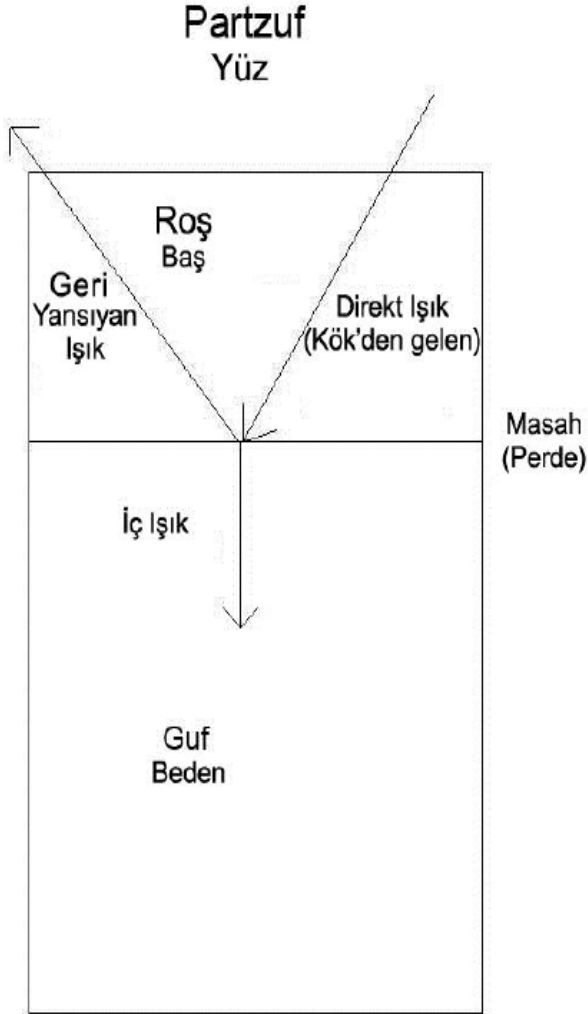 Partzuf
Yüz
Roş
Baş
Geri
Yansıyan
Işık
Direkt Işık
(Kök'den gelen)
Masah
(Perde)
İç Işık
Guf
Beden